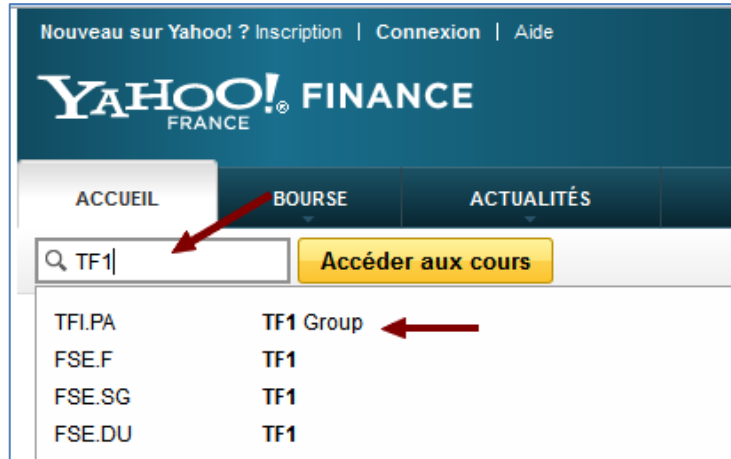 Nouveau sur Yahoo! ? Inscription | Connexion | Aide
YAHOO!® FINANCE
FRANCE
ACCUEIL BOURSE ACTUALITÉS
TF1 Accéder aux cours
TFI.PA TF1 Group
FSE.F TF1
FSE.SG TF1
FSE.DU TF1